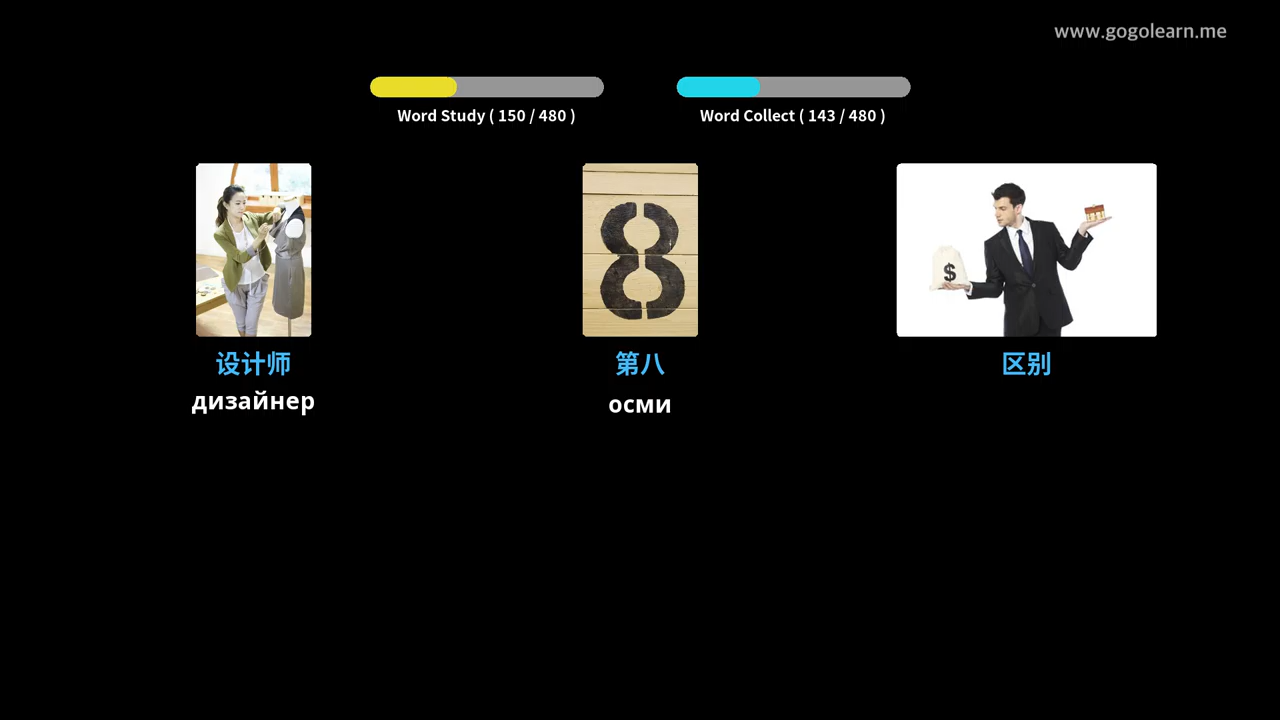 www.gogolearn.me
Word Study ( 150 / 480 )
Word Collect ( 143 / 480 )
8
$
设计师
第八
区别
дизайнер
осми